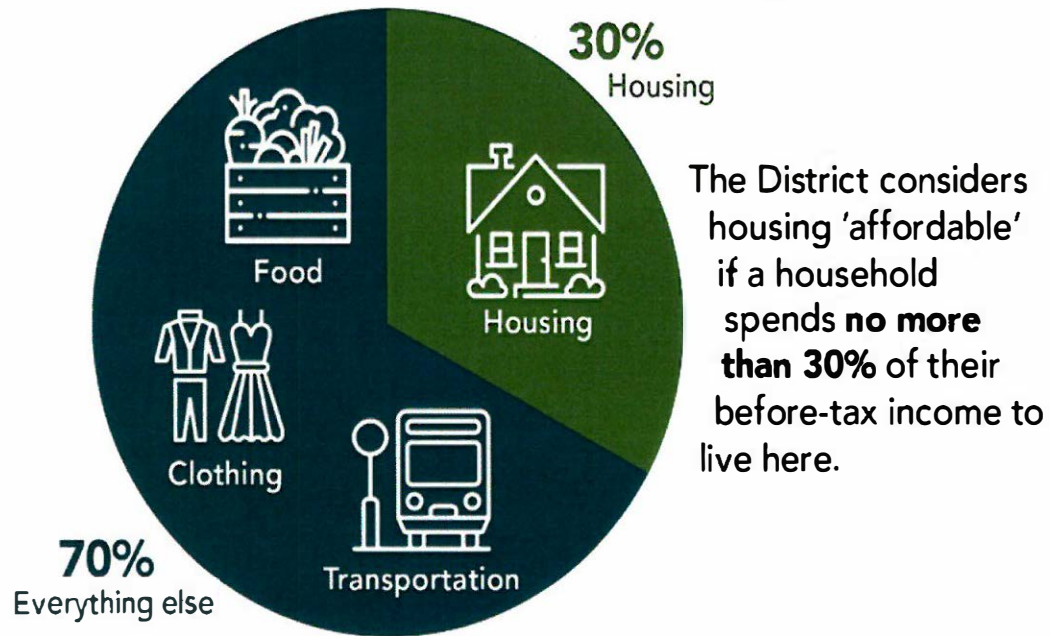 30%
Housing
Food
Housing
Clothing
Transportation
70%
Everything else
The District considers
housing 'affordable'
if a household
spends no more
than 30% of their
before-tax income to
live here.